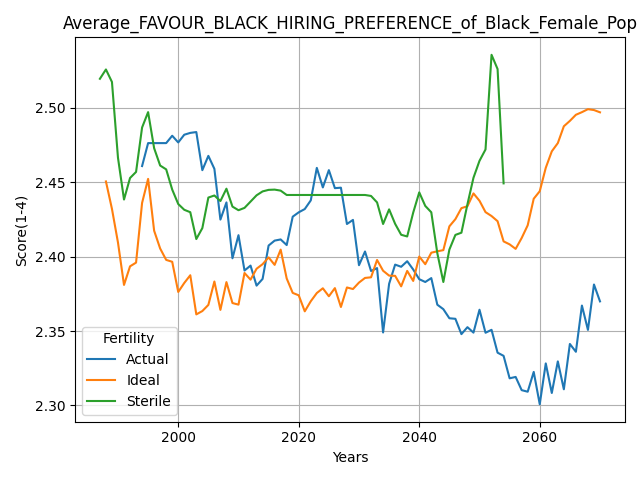 Average_FAVOUR_BLACK_HIRING_PREFERENCE_of_Black_Female_Pop
Score(1-4)
2.50
2.45
2.40
2.35
2.30
Fertility
Actual
Ideal
Sterile
2000
2020
2040
2060
Years